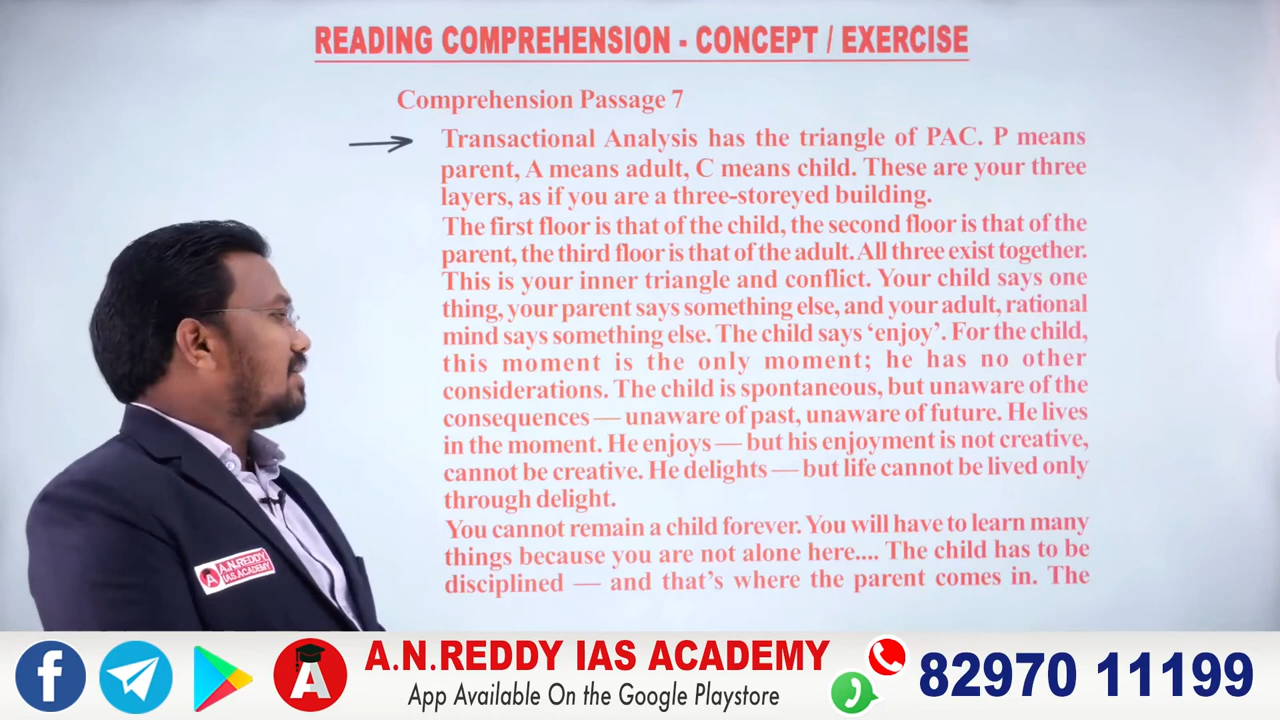 READING COMPREHENSION - CONCEPT / EXERCISE
Comprehension Passage 7
Transactional Analysis has the triangle of PAC. P means
parent, A means adult, C means child. These are your three
layers, as if you are a three-storeyed building.
The first floor is that of the child, the second floor is that of the
parent, the third floor is that of the adult. All three exist together.
This is your inner triangle and conflict. Your child says one
thing, your parent says something else, and your adult, rational
mind says something else. The child says ‘enjoy’. For the child,
this moment is the only moment; he has no other
considerations. The child is spontaneous, but unaware of the
consequences — unaware of past, unaware of future. He lives
in the moment. He enjoys — but his enjoyment is not creative,
cannot be creative. He delights — but life cannot be lived only
through delight.
You cannot remain a child forever. You will have to learn many
things because you are not alone here.... The child has to be
disciplined — and that’s where the parent comes in. The
A.N.REDDY
IAS ACADEMY
A.N.REDDY IAS ACADEMY
App Available On the Google Playstore
82970 11199